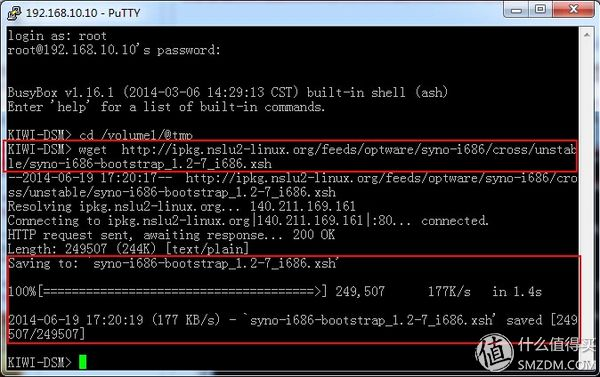 192.168.10.10 - PuTTY
login as: root
root@192.168.10.10's password:
BusyBox v1.16.1 (2014-03-06 14:29:13 CST) built-in shell (ash)
Enter 'help' for a list of built-in commands.
KIWI-DSM> cd /volume1/@tmp
KIWI-DSM> wget  http://ipkg.nslu2-linux.org/feeds/optware/syno-i686/cross/unstab
le/syno-i686-bootstrap_1.2-7_i686.xsh
--2014-06-19 17:20:17--  http://ipkg.nslu2-linux.org/feeds/optware/syno-i686/cro
ss/unstable/syno-i686-bootstrap_1.2-7_i686.xsh
Resolving ipkg.nslu2-linux.org... 140.211.169.161
Connecting to ipkg.nslu2-linux.org|140.211.169.161|:80... connected.
HTTP request sent, awaiting response... 200 OK
Length: 249507 (244K) [text/plain]
Saving to: `syno-i686-bootstrap_1.2-7_i686.xsh'
100%[======================================>] 249,507     177K/s   in 1.4s
2014-06-19 17:20:19 (177 KB/s) - `syno-i686-bootstrap_1.2-7_i686.xsh' saved [249
507/249507]
KIWI-DSM>
值 什么值得买
SMZDM.COM